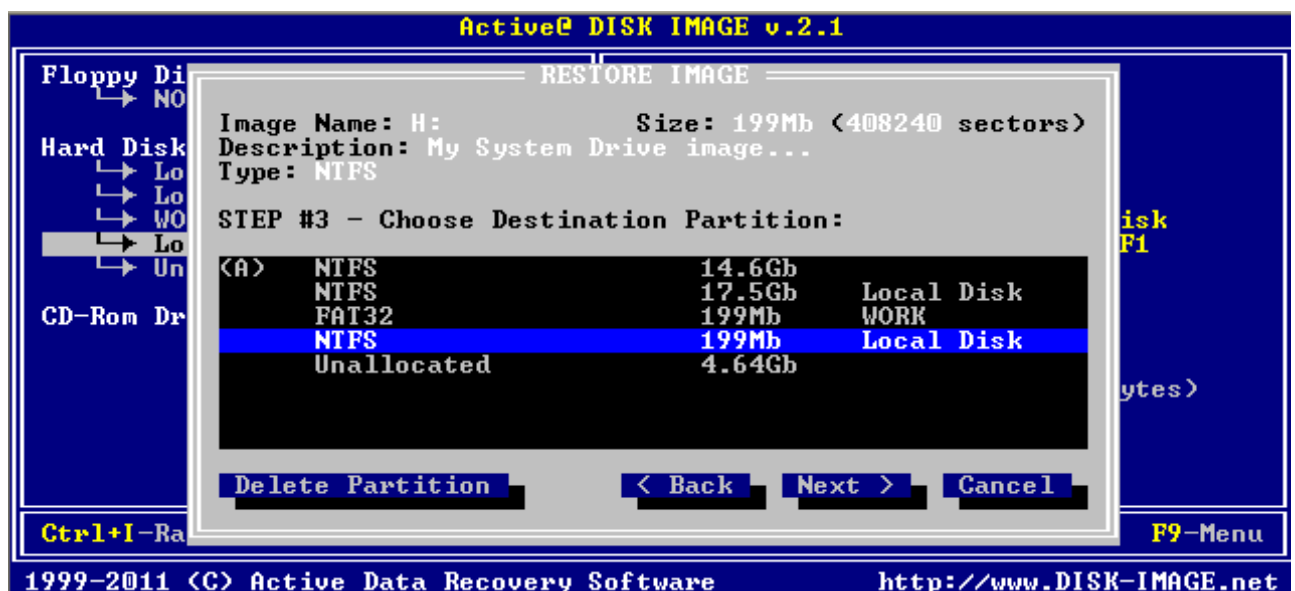 Active@ DISK IMAGE v.2.1
Floppy Di
NO
Hard Disk
Lo
Lo
WO
Lo
Un
CD-Rom Dr
RESTORE IMAGE
Image Name: H: Size: 199Mb (408240 sectors)
Description: My System Drive image...
Type: NTFS
STEP #3 - Choose Destination Partition:
(A) NTFS 14.6Gb
NTFS 17.5Gb Local Disk
FAT32 199Mb WORK
NTFS 199Mb Local Disk
Unallocated 4.64Gb
Delete Partition < Back Next > Cancel
isk
F1
ytes)
Ctrl+I-Ra F9-Menu
1999-2011 (C) Active Data Recovery Software http://www.DISK-IMAGE.net